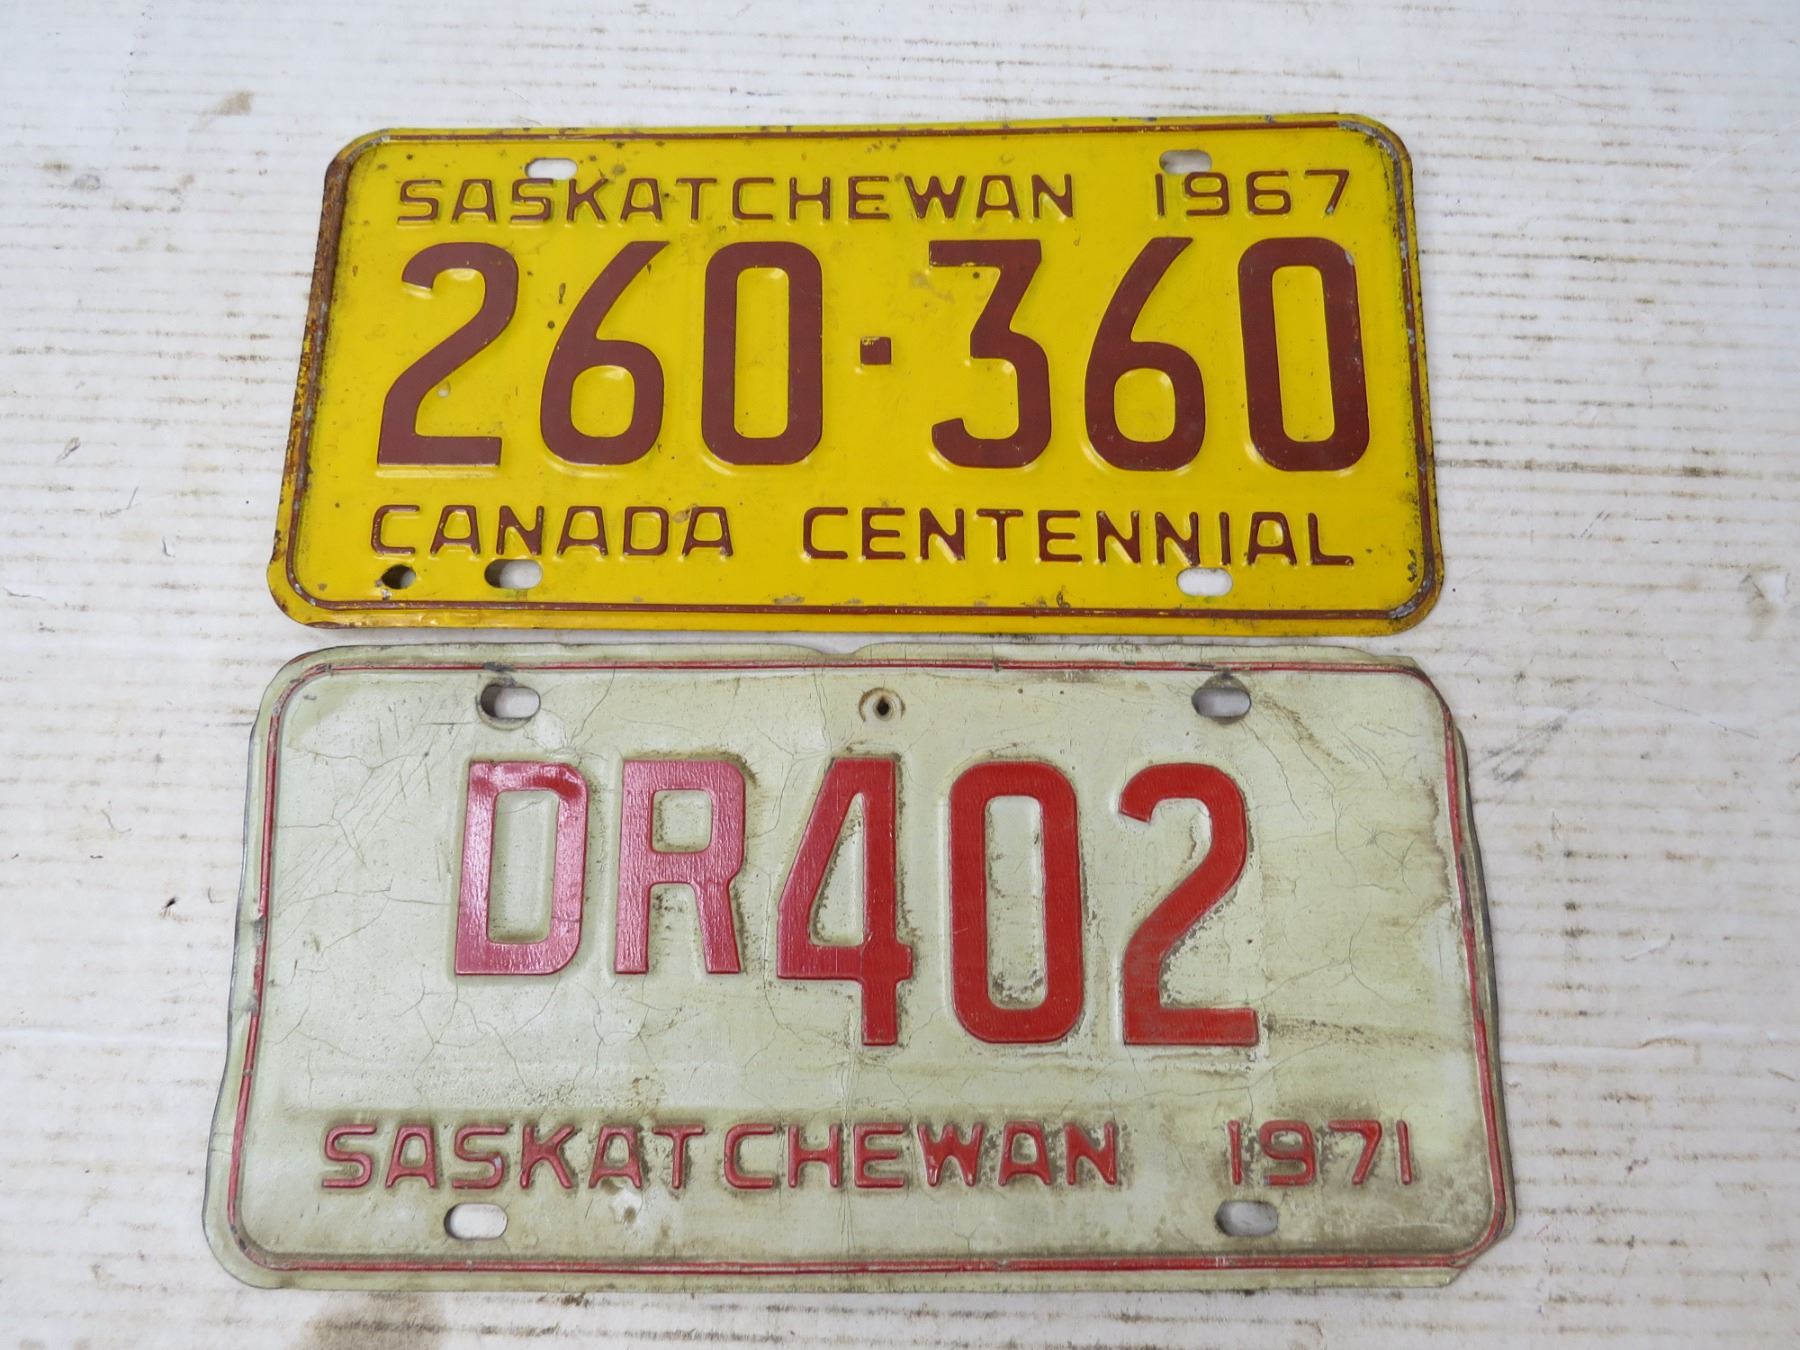 SASKATCHEWAN 1967
260·360
CANADA CENTENNIAL
DR402
SASKATCHEWAN 1971